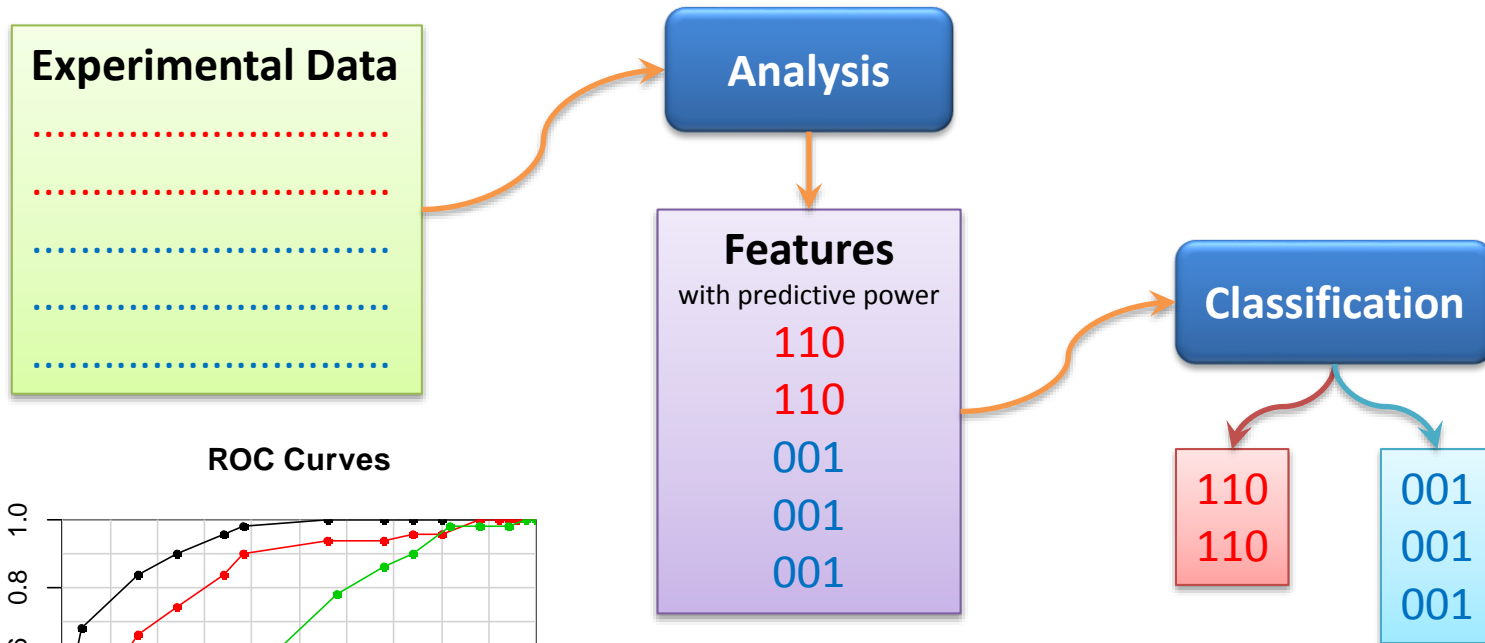 Experimental Data
Analysis
Features
with predictive power
110
110
001
001
001
Classification
110
110
001
001
001
ROC Curves
1.0
0.8